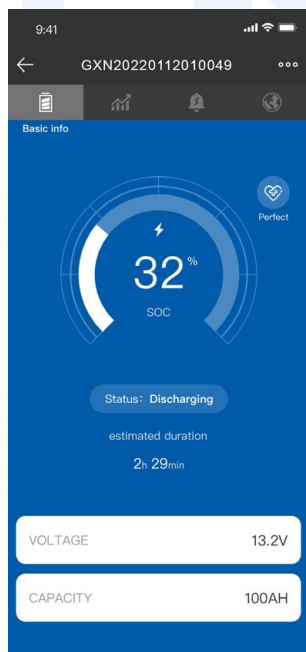 9:41
GXN20220112010049
Basic info
Perfect
32%
SOC
Status: Discharging
estimated duration
2h 29min
VOLTAGE 13.2V
CAPACITY 100AH